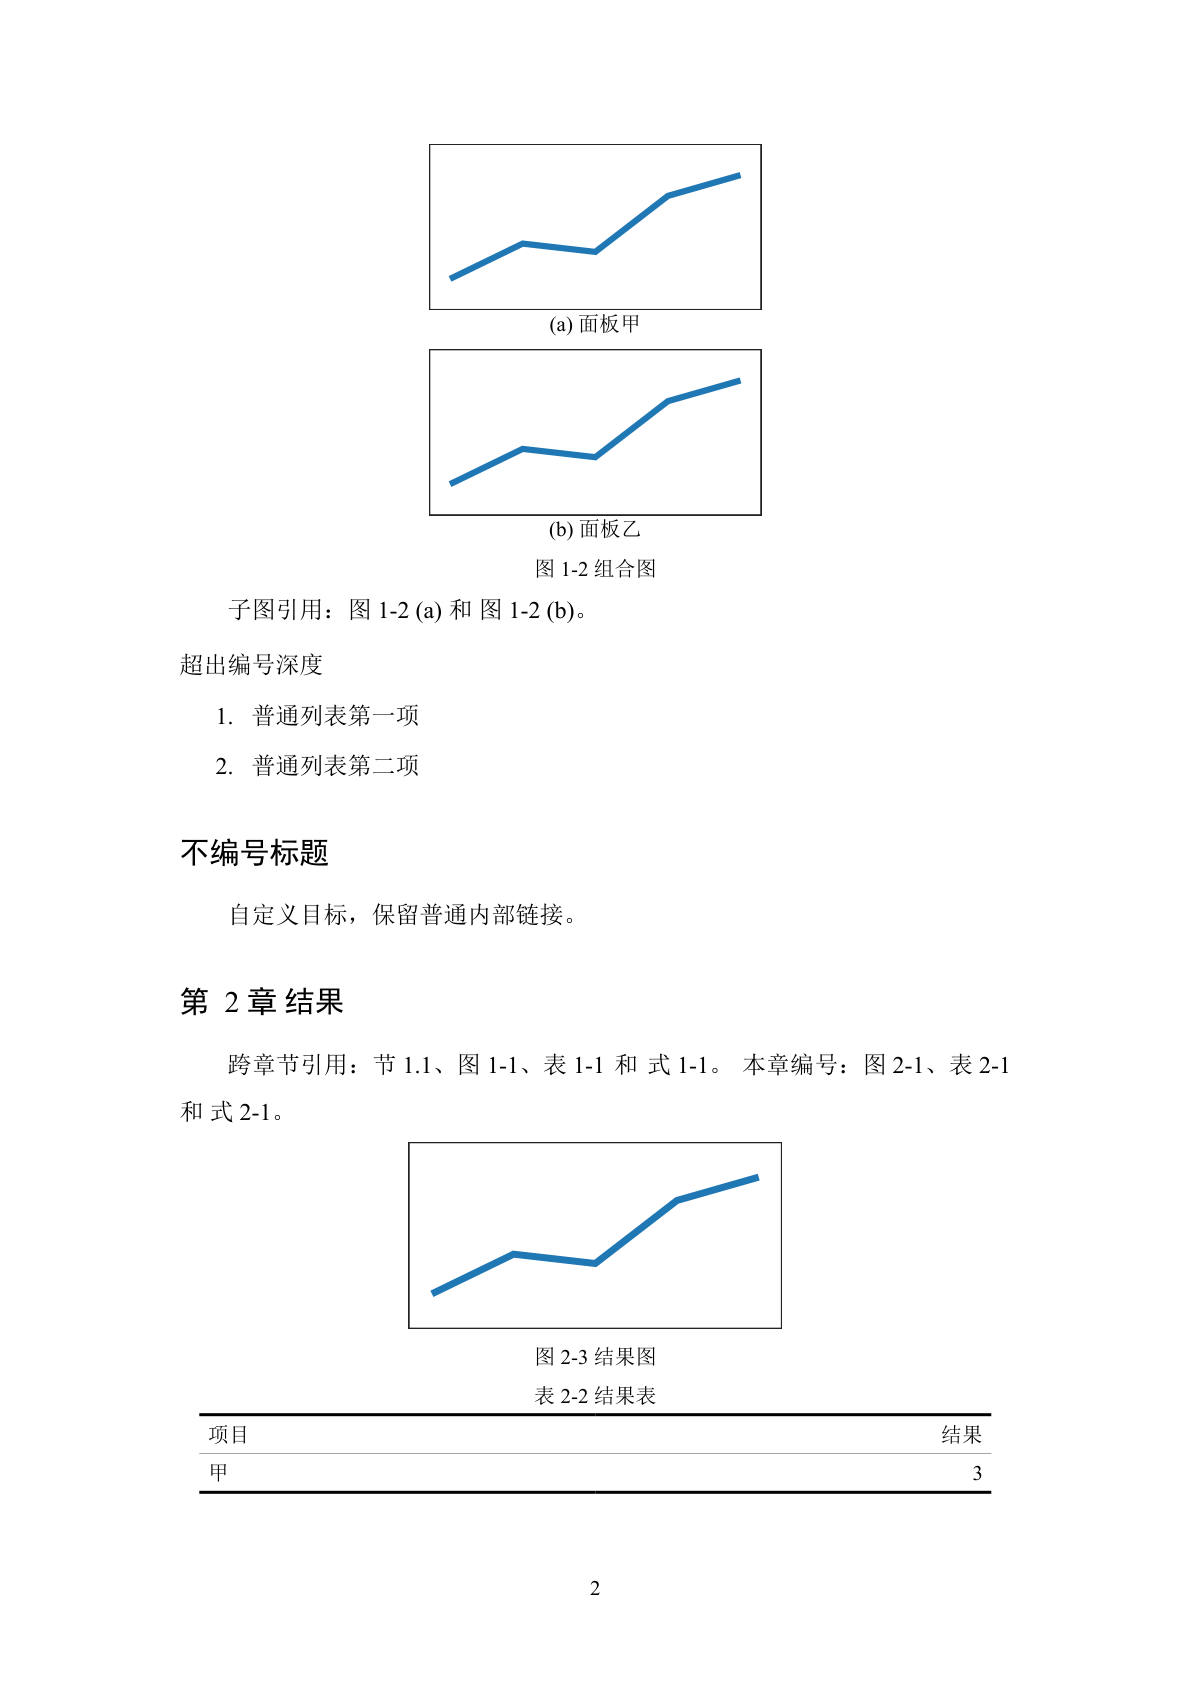 (a) 面板甲
(b) 面板乙
图 1-2 组合图
子图引用：图 1-2 (a) 和 图 1-2 (b)。
超出编号深度
1. 普通列表第一项
2. 普通列表第二项
不编号标题
自定义目标，保留普通内部链接。
第 2 章 结果
跨章节引用：节 1.1、图 1-1、表 1-1 和 式 1-1。 本章编号：图 2-1、表 2-1
和 式 2-1。
图 2-3 结果图
表 2-2 结果表
项目 结果
甲 3
2